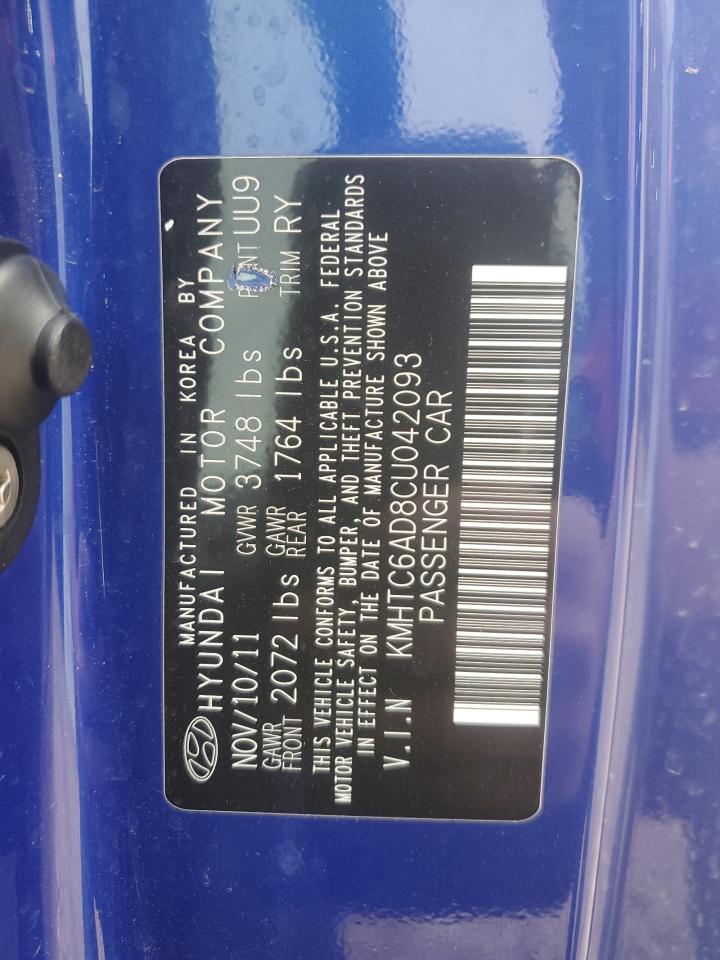 MANUFACTURED IN KOREA BY
HYUNDAI MOTOR COMPANY
NOV/10/11 GVWR 3748 lbs UU9
GAWR FRONT 2072 lbs GAWR REAR 1764 lbs TRIM RY
THIS VEHICLE CONFORMS TO ALL APPLICABLE U.S.A. FEDERAL
MOTOR VEHICLE SAFETY, BUMPER, AND THEFT PREVENTION STANDARDS
IN EFFECT ON THE DATE OF MANUFACTURE SHOWN ABOVE
V.I.N KMHTC6AD8CU042093
PASSENGER CAR